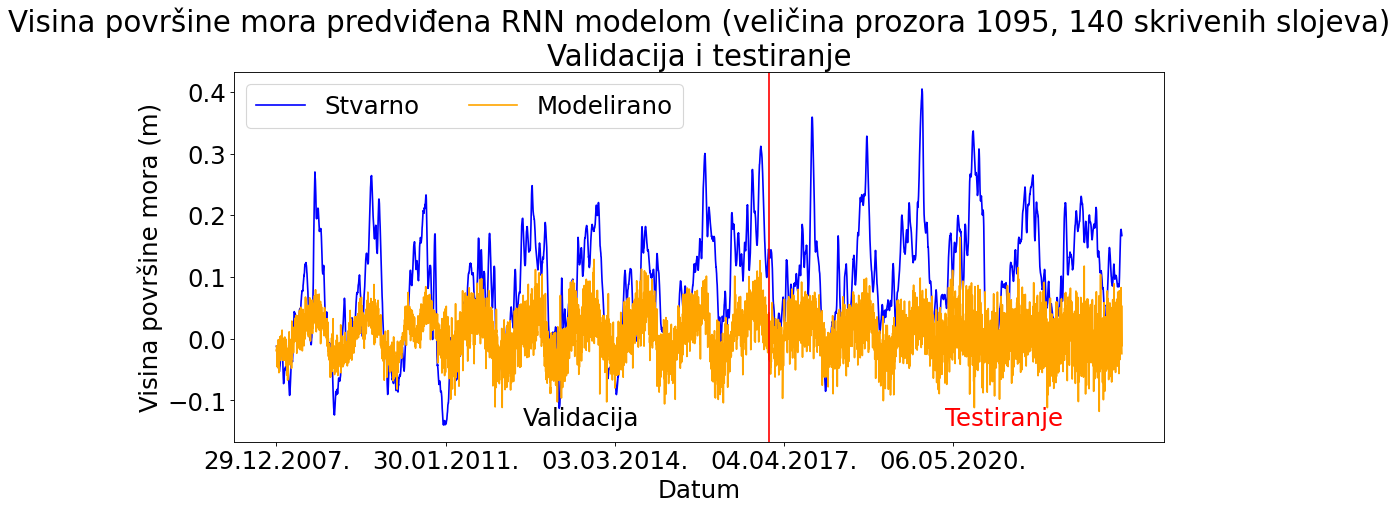 Visina površine mora predviđena RNN modelom (veličina prozora 1095, 140 skrivenih slojeva)
Validacija i testiranje
Stvarno Modelirano
Visina površine mora (m)
0.4
0.3
0.2
0.1
0.0
−0.1
Validacija Testiranje
29.12.2007. 30.01.2011. 03.03.2014. 04.04.2017. 06.05.2020.
Datum